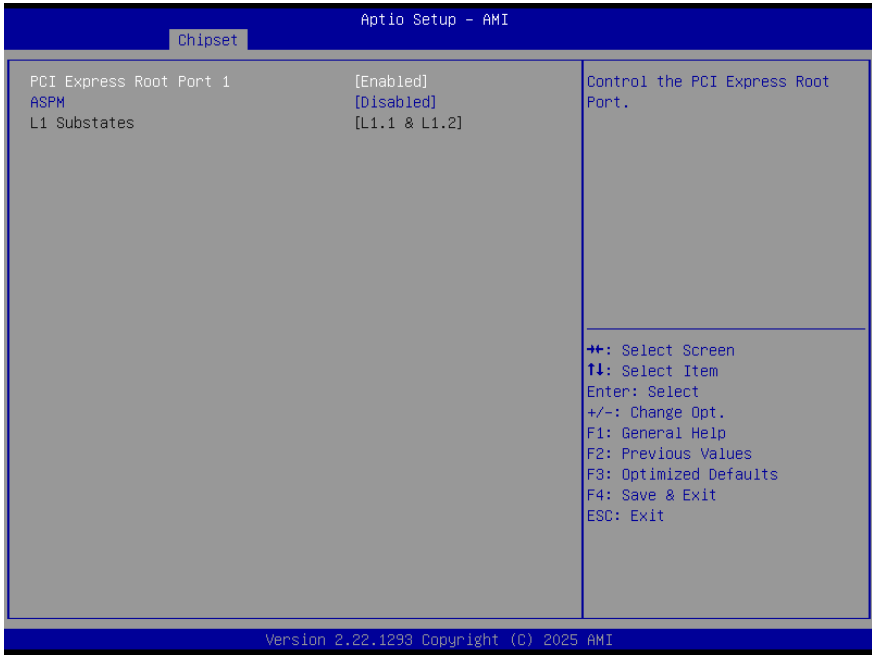 Aptio Setup – AMI
Chipset
PCI Express Root Port 1 [Enabled]
ASPM [Disabled]
L1 Substates [L1.1 & L1.2]
Control the PCI Express Root
Port.
→←: Select Screen
↑↓: Select Item
Enter: Select
+/-: Change Opt.
F1: General Help
F2: Previous Values
F3: Optimized Defaults
F4: Save & Exit
ESC: Exit
Version 2.22.1293 Copyright (C) 2025 AMI